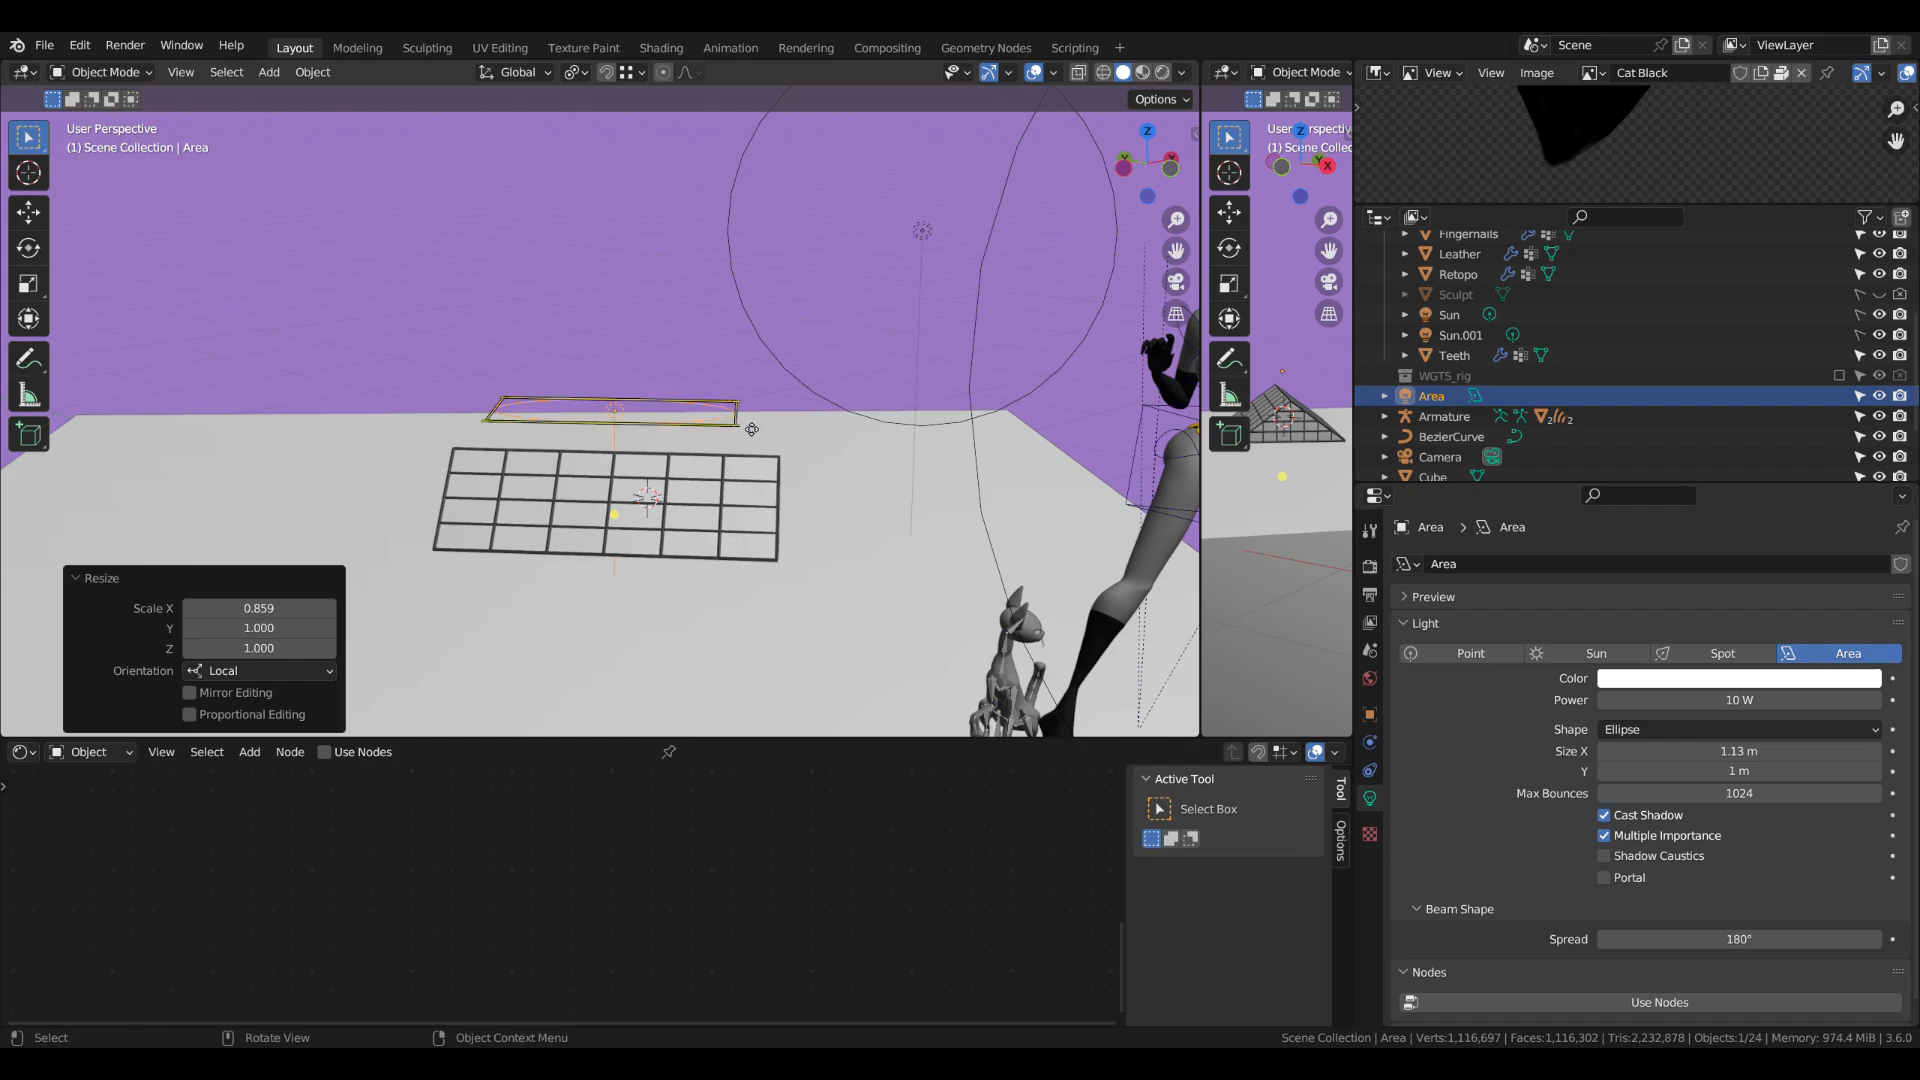 File Edit Render Window Help Layout Modeling Sculpting UV Editing Texture Paint Shading Animation Rendering Compositing Geometry Nodes Scripting + Scene ViewLayer
Object Mode View Select Add Object Global Object Mode View View Image Cat Black
Options
User Perspective
(1) Scene Collection | Area
User Perspectiv
(1) Scene Collec
Z
Z
Y
X
Fingernails
Leather
Retopo
Sculpt
Sun
Sun.001
Teeth
WGTS_rig
Area
Armature 2 2
BezierCurve
Camera
Cube
Area > Area
Area
Preview
Light
Point Sun Spot Area
Color
Power 10 W
Shape Ellipse
Size X 1.13 m
Y 1 m
Max Bounces 1024
Cast Shadow
Multiple Importance
Shadow Caustics
Portal
Beam Shape
Spread 180°
Nodes
Use Nodes
Resize
Scale X 0.859
Y 1.000
Z 1.000
Orientation Local
Mirror Editing
Proportional Editing
Object View Select Add Node Use Nodes
Active Tool
Select Box
Tool
Options
Select Rotate View Object Context Menu Scene Collection | Area | Verts:1,116,697 | Faces:1,116,302 | Tris:2,232,878 | Objects:1/24 | Memory: 974.4 MiB | 3.6.0